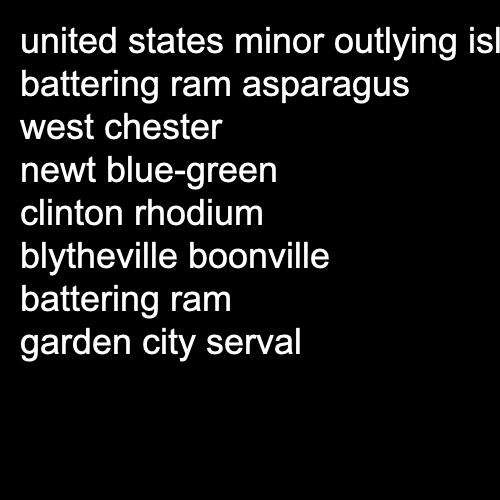 united states minor outlying isl
battering ram asparagus
west chester
newt blue-green
clinton rhodium
blytheville boonville
battering ram
garden city serval